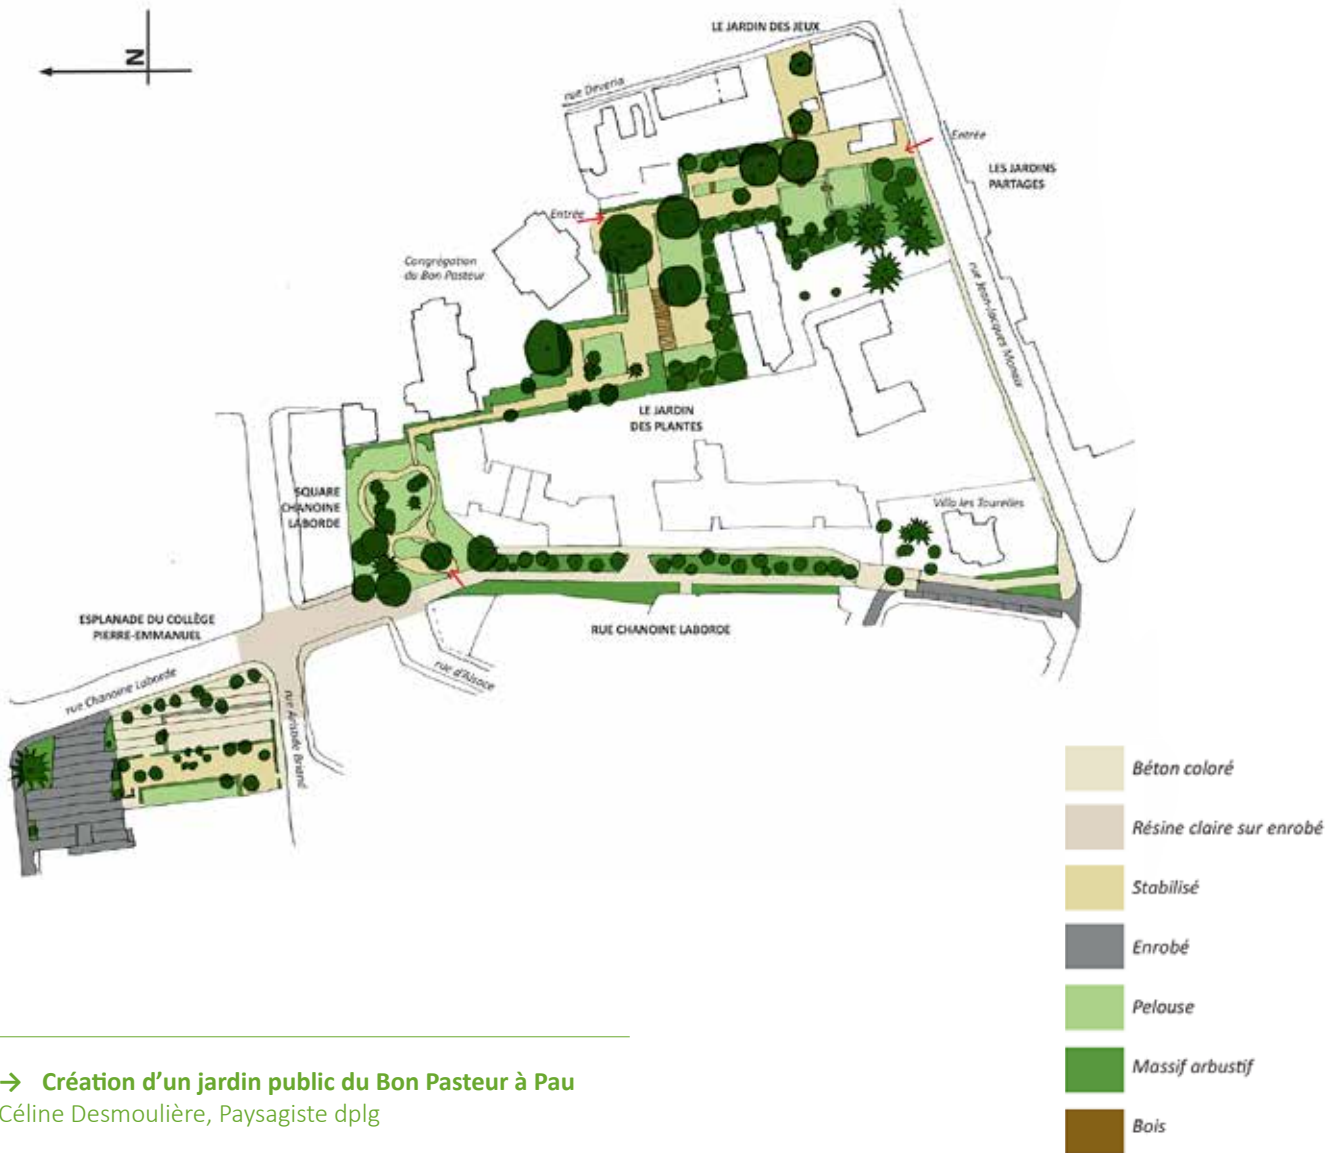 N
LE JARDIN DES JEUX
rue Deveria
Entrée
LES JARDINS
PARTAGES
Entrée
Congrégation
du Bon Pasteur
rue Jean-Jacques Monaix
LE JARDIN
DES PLANTES
SQUARE
CHANOINE
LABORDE
Villa les Tourelles
ESPLANADE DU COLLÈGE
PIERRE-EMMANUEL
RUE CHANOINE LABORDE
rue d'Alsace
rue Chanoine Laborde
rue Aristide Briand
Béton coloré
Résine claire sur enrobé
Stabilisé
Enrobé
Pelouse
Massif arbustif
Bois
→ Création d'un jardin public du Bon Pasteur à Pau
Céline Desmoulière, Paysagiste dplg